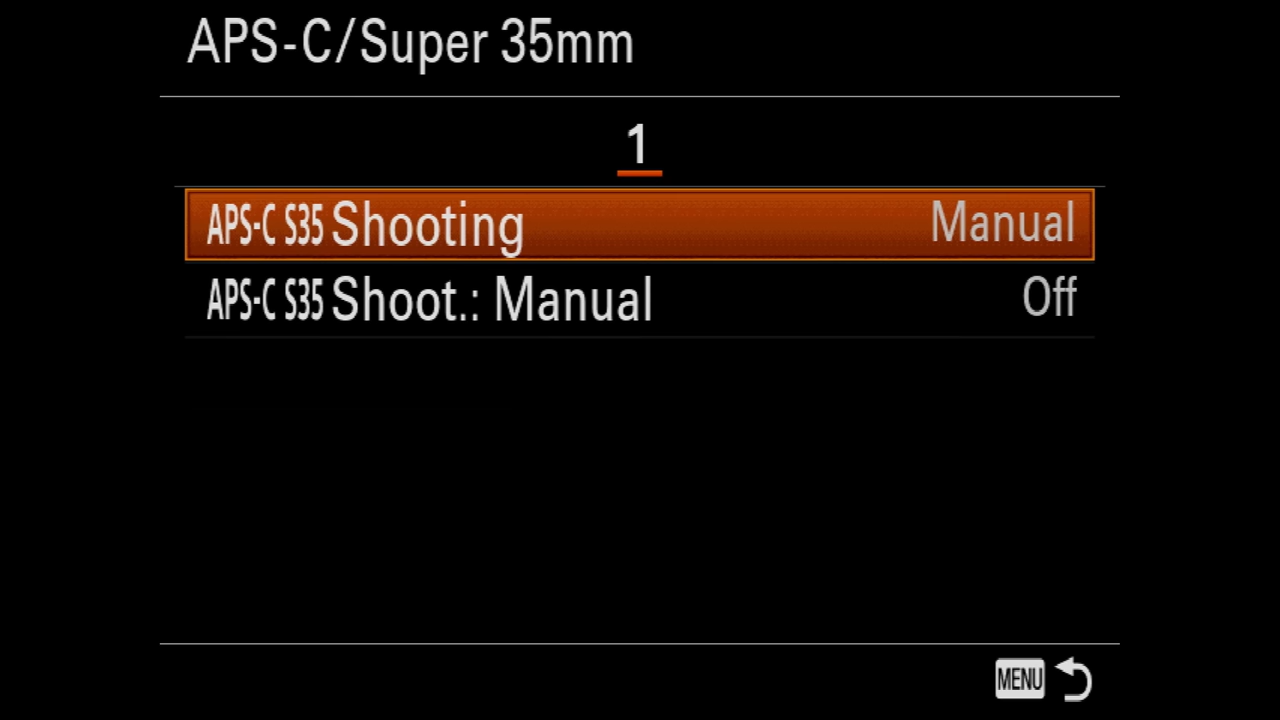 APS-C/Super 35mm
1
APS-C S35 Shooting Manual
APS-C S35 Shoot.: Manual Off
MENU